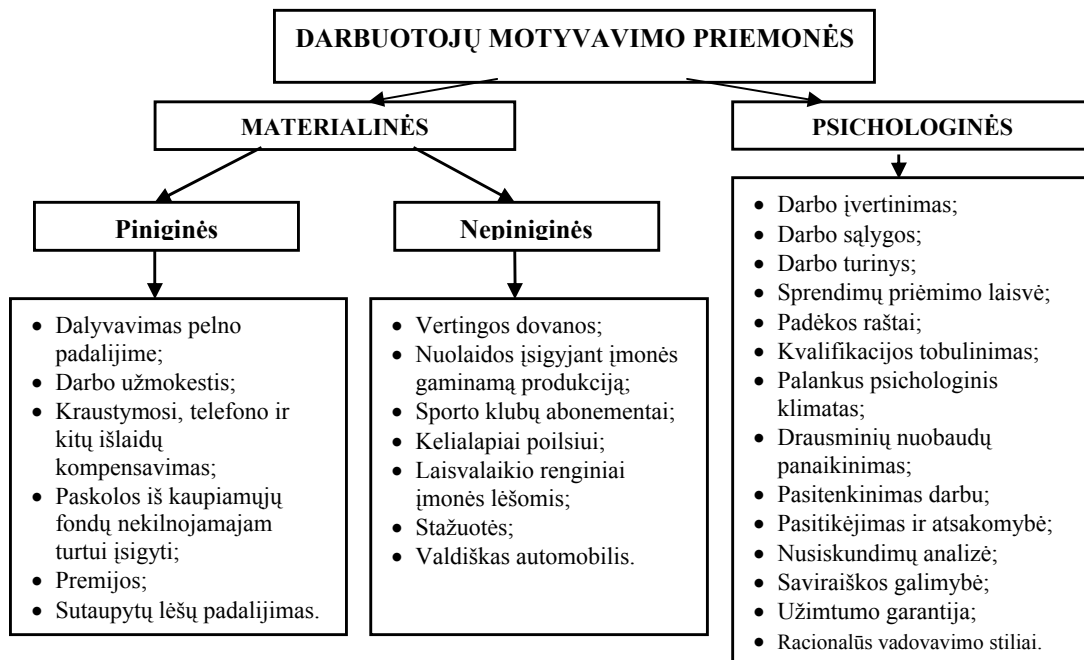 DARBUOTOJŲ MOTYVAVIMO PRIEMONĖS
MATERIALINĖS
PSICHOLOGINĖS
Piniginės
Nepiniginės
• Dalyvavimas pelno
padalijime;
• Darbo užmokestis;
• Kraustymosi, telefono ir
kitų išlaidų
kompensavimas;
• Paskolos iš kaupiamųjų
fondų nekilnojamajam
turtui įsigyti;
• Premijos;
• Sutaupytų lėšų padalijimas.
• Vertingos dovanos;
• Nuolaidos įsigyjant įmonės
gaminamą produkciją;
• Sporto klubų abonementai;
• Kelialapiai poilsiui;
• Laisvalaikio renginiai
įmonės lėšomis;
• Stažuotės;
• Valdiškas automobilis.
• Darbo įvertinimas;
• Darbo sąlygos;
• Darbo turinys;
• Sprendimų priėmimo laisvė;
• Padėkos raštai;
• Kvalifikacijos tobulinimas;
• Palankus psichologinis
klimatas;
• Drausminių nuobaudų
panaikinimas;
• Pasitenkinimas darbu;
• Pasitikėjimas ir atsakomybė;
• Nusiskundimų analizė;
• Saviraiškos galimybė;
• Užimtumo garantija;
• Racionalūs vadovavimo stiliai.